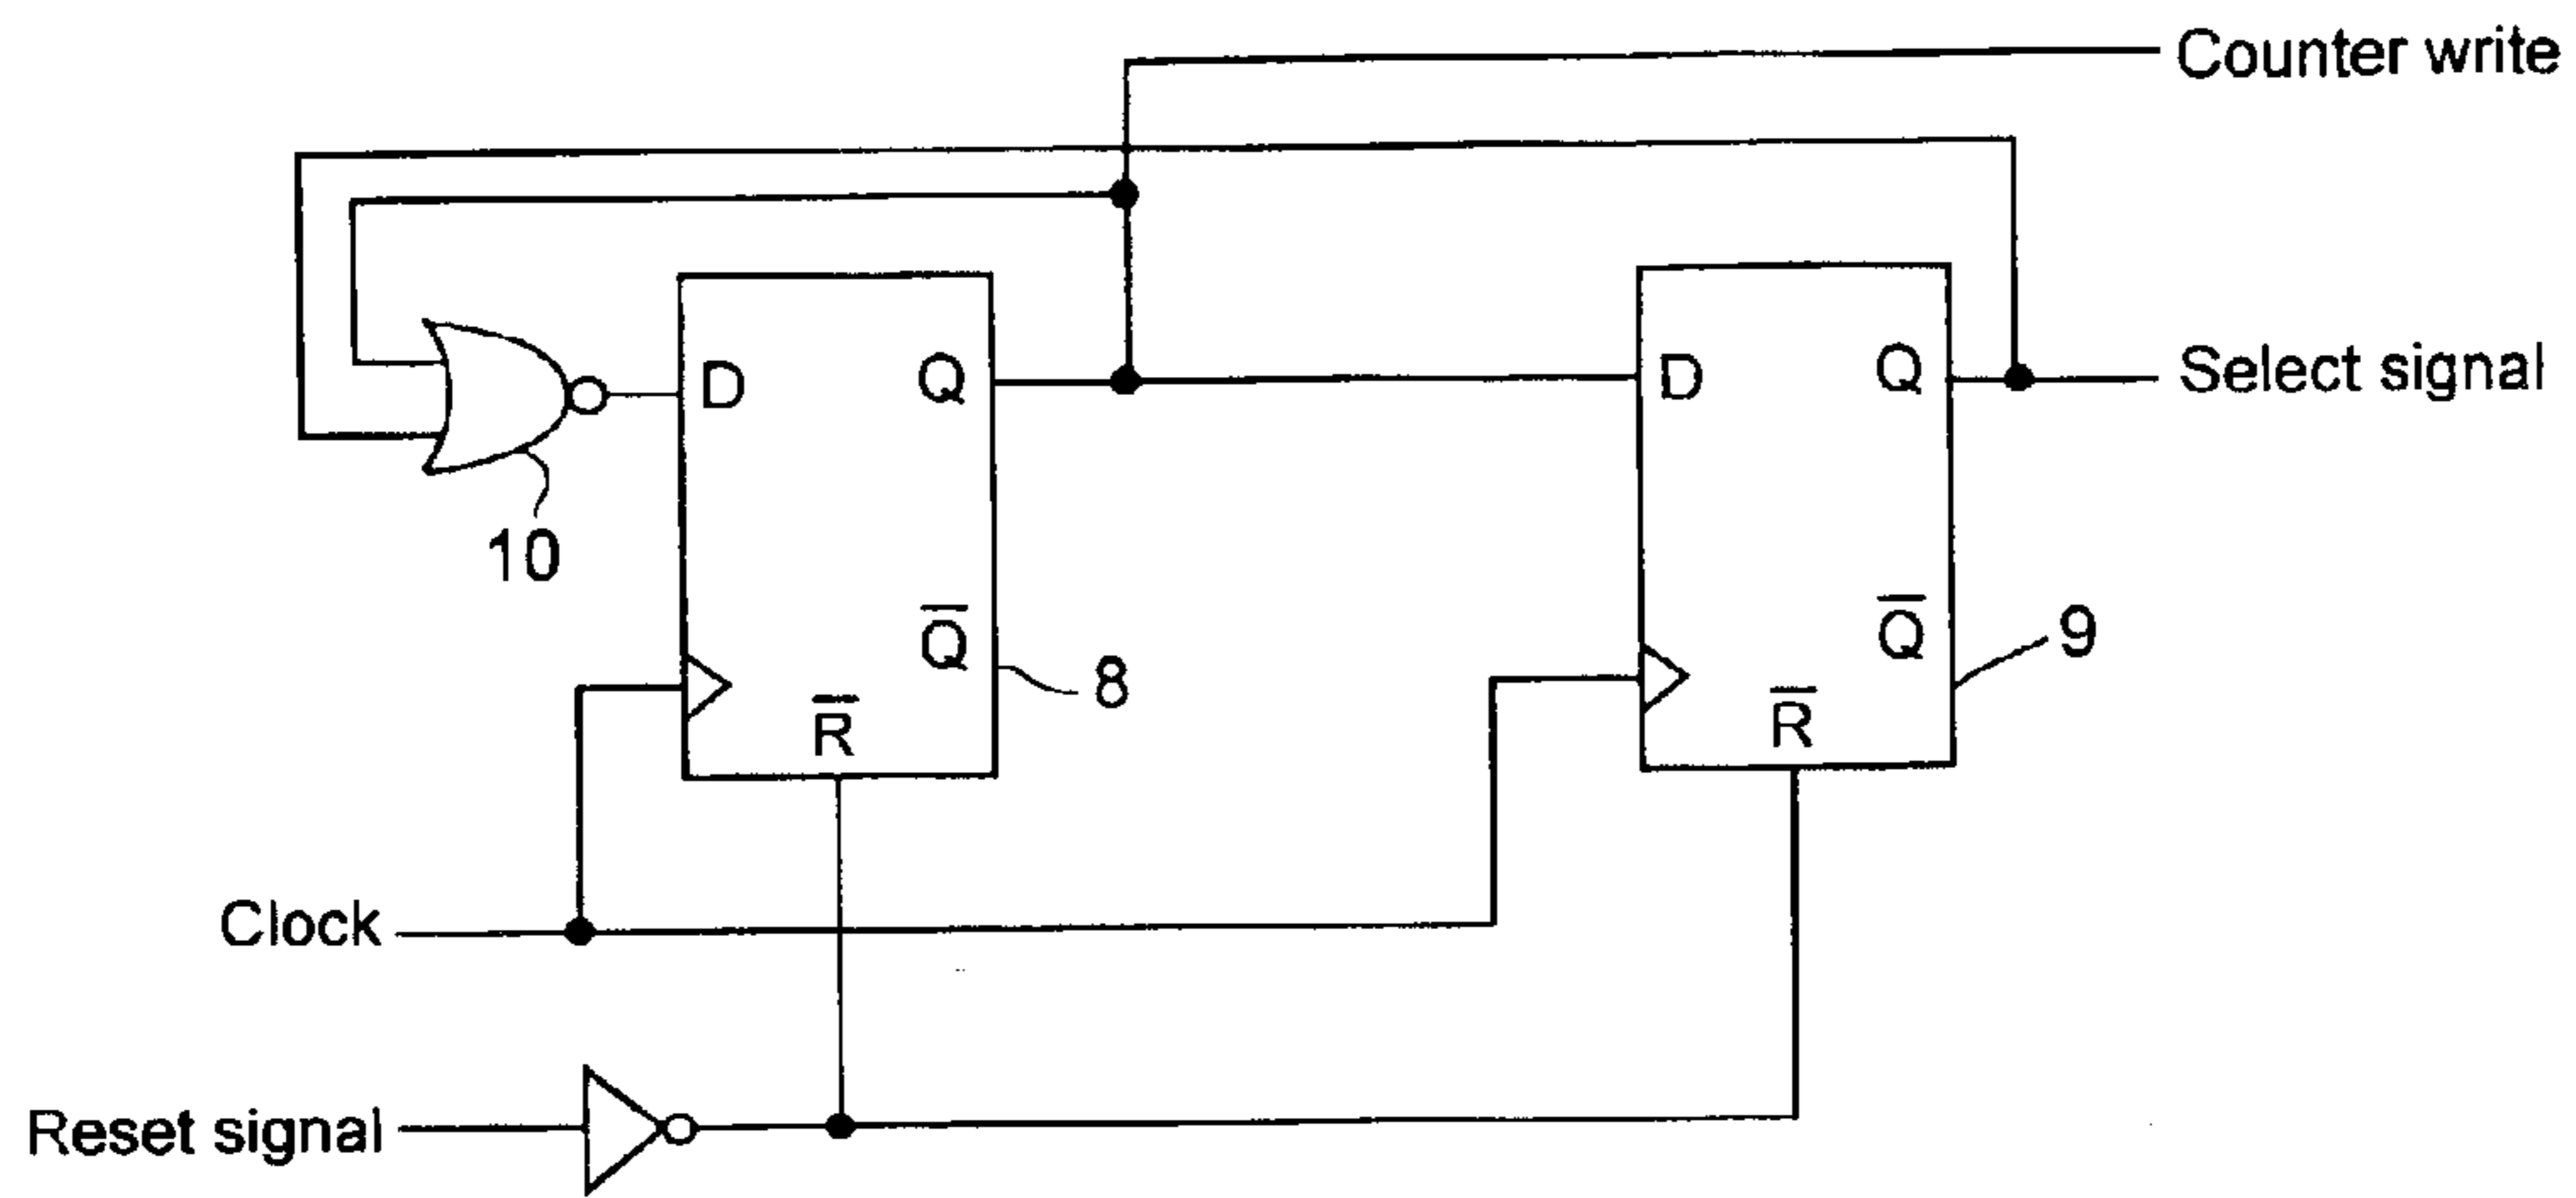 Counter write
D
Q
D
Q
Select signal
10
Q̅
8
Q̅
9
R̅
R̅
Clock
Reset signal